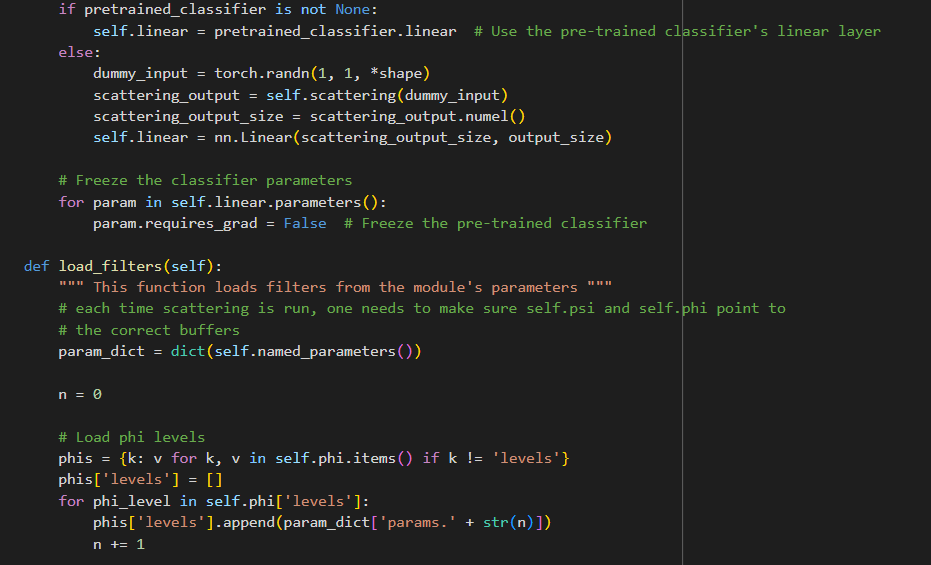 if pretrained_classifier is not None:
self.linear = pretrained_classifier.linear  # Use the pre-trained classifier's linear layer
else:
dummy_input = torch.randn(1, 1, *shape)
scattering_output = self.scattering(dummy_input)
scattering_output_size = scattering_output.numel()
self.linear = nn.Linear(scattering_output_size, output_size)
# Freeze the classifier parameters
for param in self.linear.parameters():
param.requires_grad = False  # Freeze the pre-trained classifier
def load_filters(self):
""" This function loads filters from the module's parameters """
# each time scattering is run, one needs to make sure self.psi and self.phi point to
# the correct buffers
param_dict = dict(self.named_parameters())
n = 0
# Load phi levels
phis = {k: v for k, v in self.phi.items() if k != 'levels'}
phis['levels'] = []
for phi_level in self.phi['levels']:
phis['levels'].append(param_dict['params.' + str(n)])
n += 1